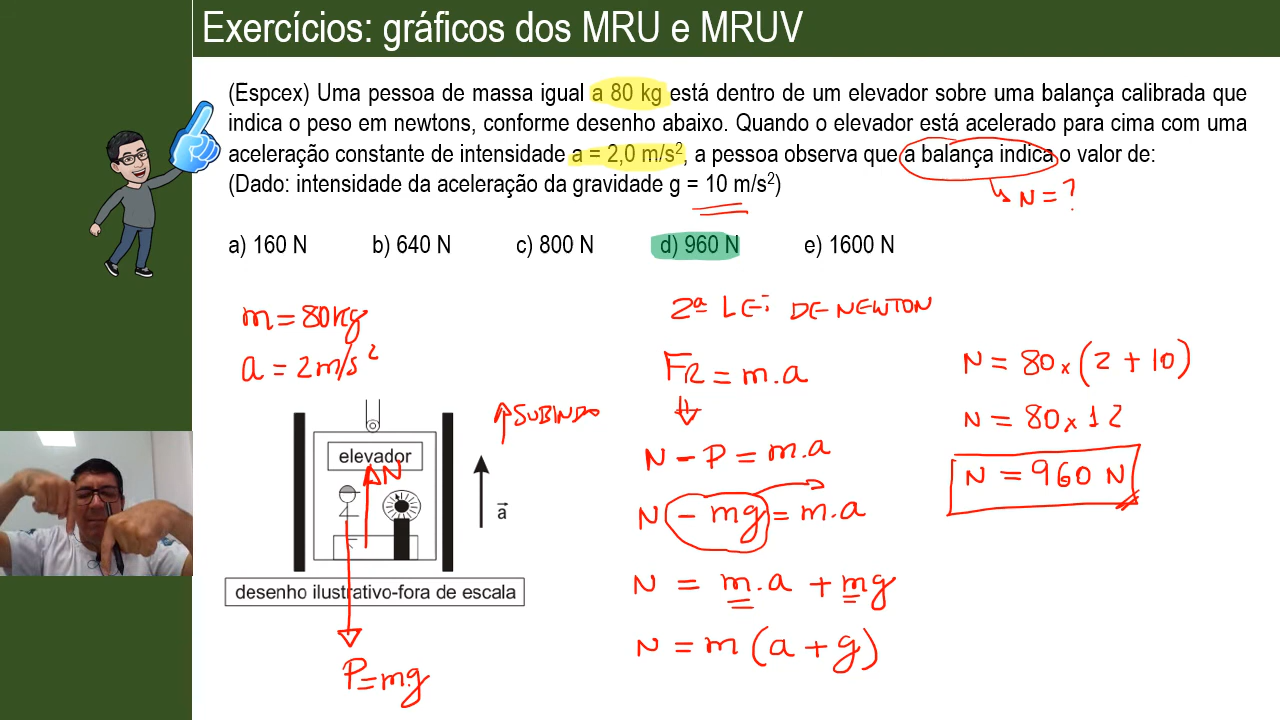 Exercícios: gráficos dos MRU e MRUV
(Espcex) Uma pessoa de massa igual a 80 kg está dentro de um elevador sobre uma balança calibrada que
indica o peso em newtons, conforme desenho abaixo. Quando o elevador está acelerado para cima com uma
aceleração constante de intensidade a = 2,0 m/s², a pessoa observa que a balança indica o valor de:
(Dado: intensidade da aceleração da gravidade g = 10 m/s²)
N = ?
a) 160 N b) 640 N c) 800 N d) 960 N e) 1600 N
m = 80kg
a = 2m/s²
SUBINDO
elevador
N
a
desenho ilustrativo-fora de escala
P=mg
2ª LEi DE NEWTON
FR = m.a
N - P = m.a
N - mg = m.a
N = m.a + mg
N = m (a + g)
N = 80 x (2 + 10)
N = 80 x 12
N = 960 N